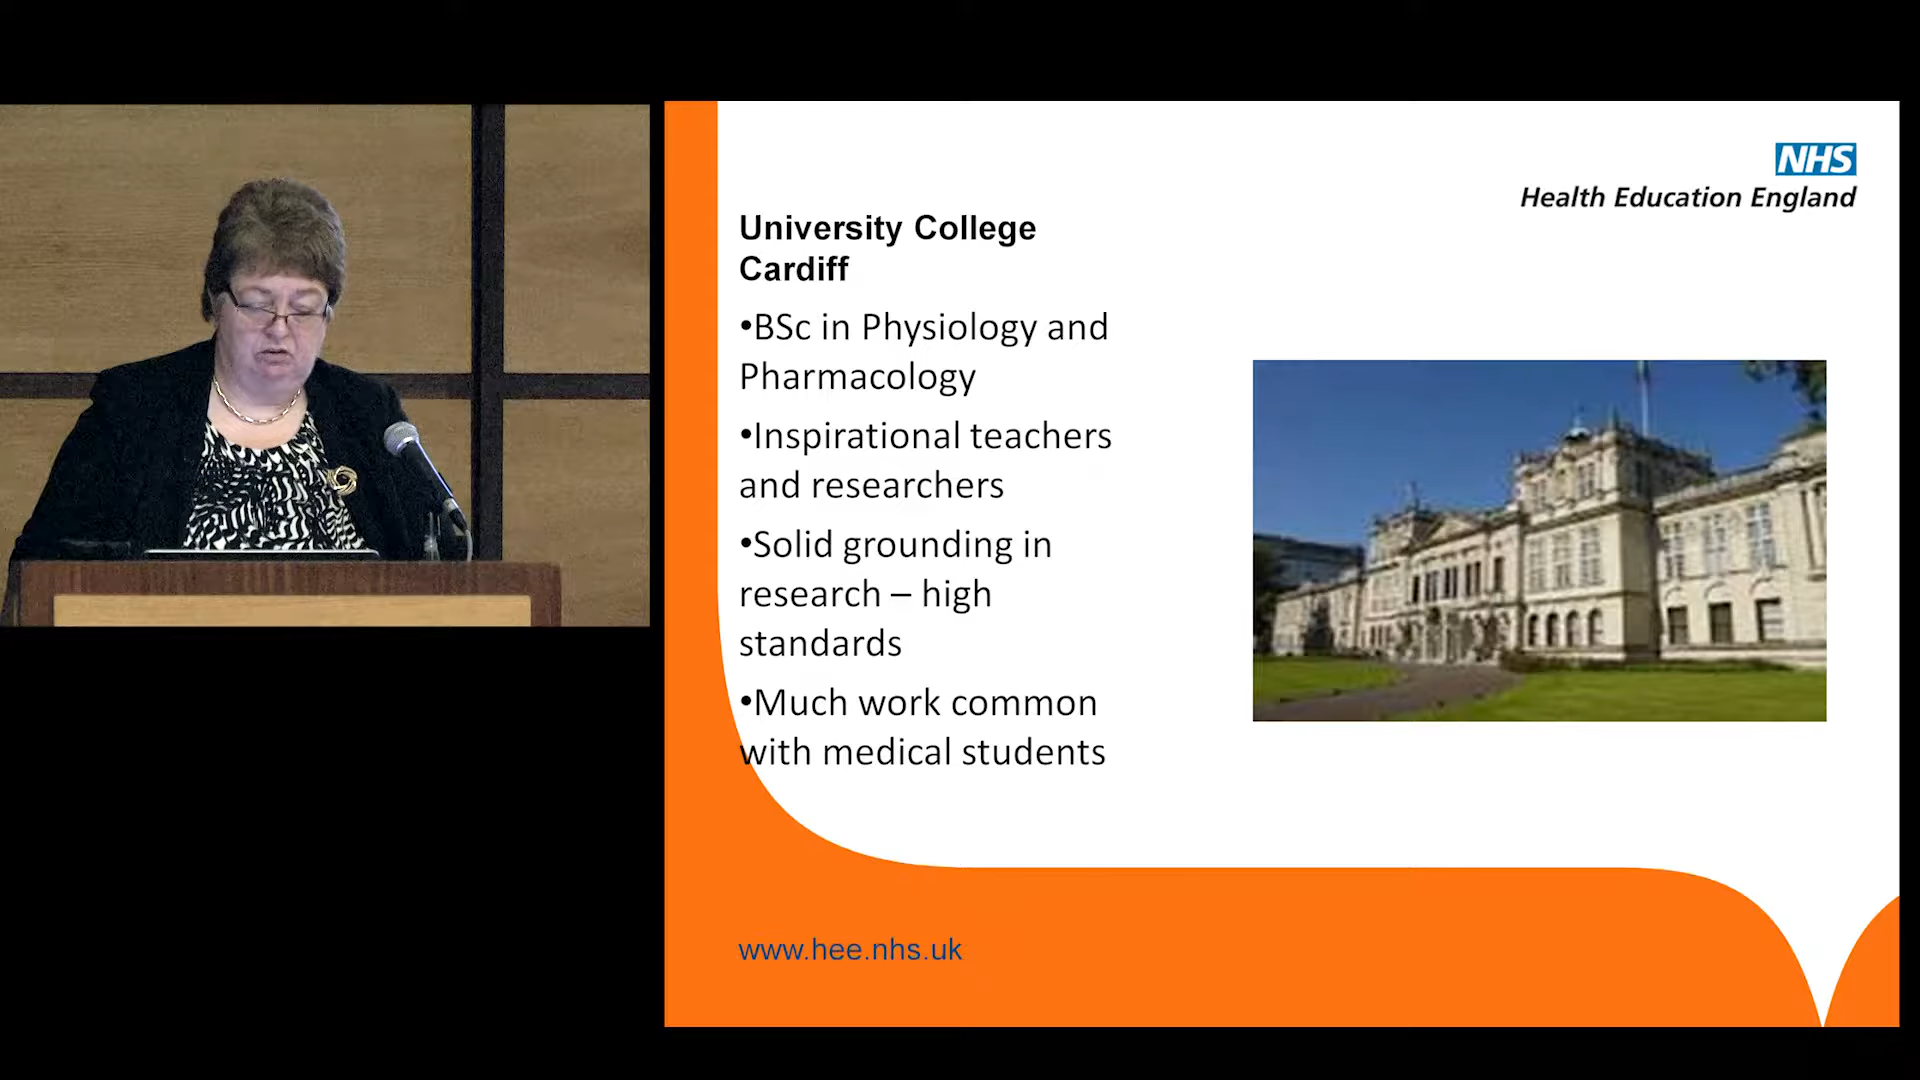 NHS
Health Education England
University College
Cardiff
•BSc in Physiology and
Pharmacology
•Inspirational teachers
and researchers
•Solid grounding in
research – high
standards
•Much work common
with medical students
www.hee.nhs.uk